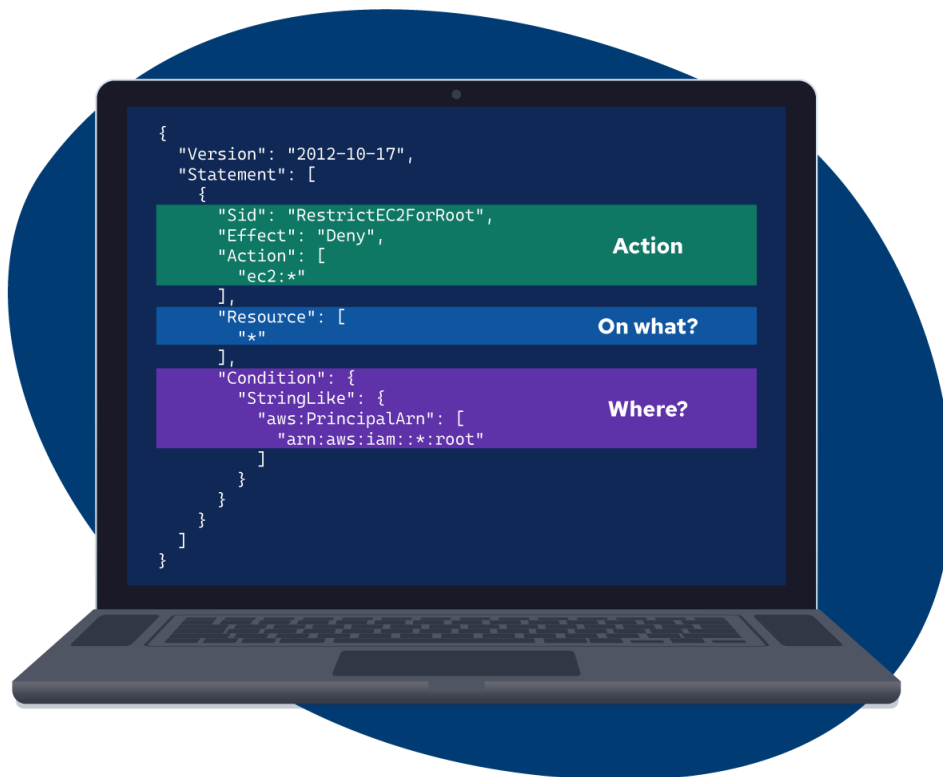 {
  "Version": "2012-10-17",
  "Statement": [
    {
      "Sid": "RestrictEC2ForRoot",
      "Effect": "Deny",
      "Action": [
Action
        "ec2:*"
      ],
      "Resource": [
On what?
        "*"
      ],
      "Condition": {
        "StringLike": {
Where?
          "aws:PrincipalArn": [
            "arn:aws:iam::*:root"
          ]
        }
      }
    }
  ]
}